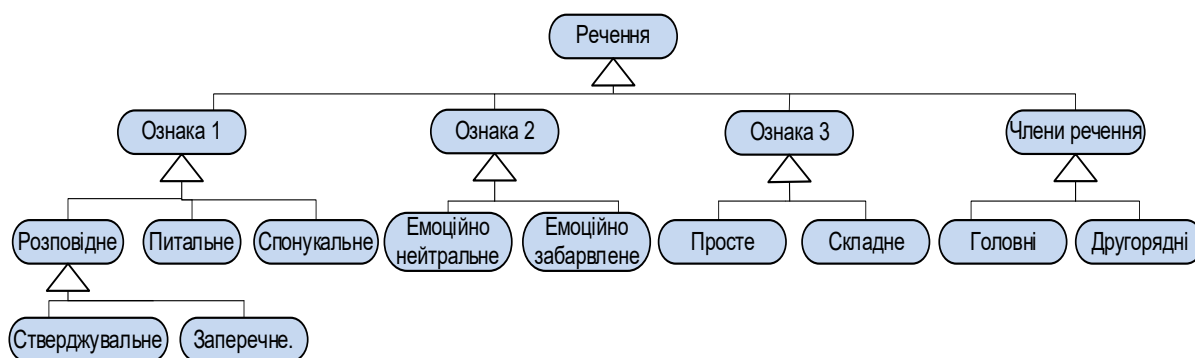 Речення
Ознака 1
Ознака 2
Ознака 3
Члени речення
Розповідне
Питальне
Спонукальне
Емоційно
нейтральне
Емоційно
забарвлене
Просте
Складне
Головні
Другорядні
Стверджувальне
Заперечне.